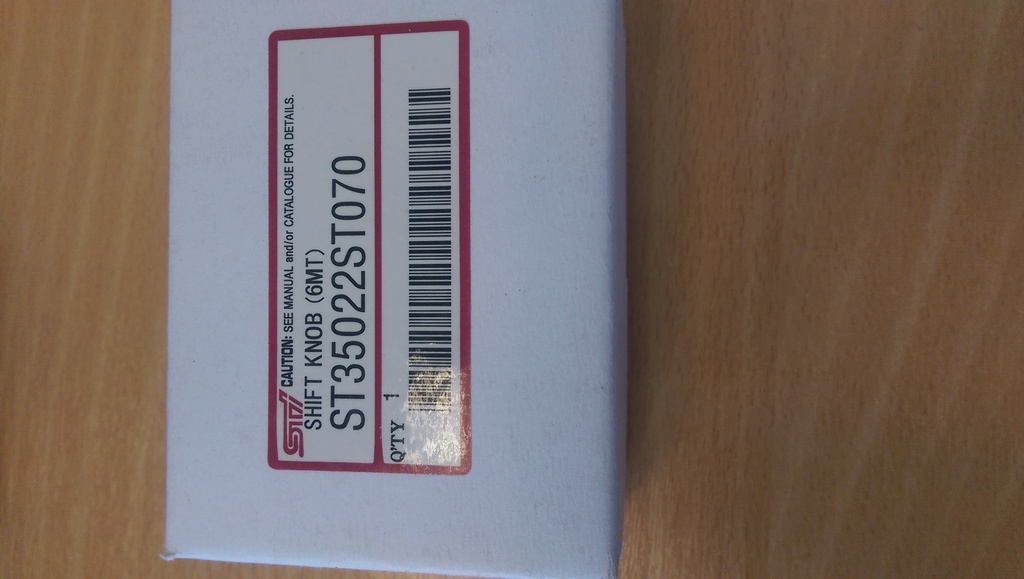 STI CAUTION: SEE MANUAL and/or CATALOGUE FOR DETAILS.
SHIFT KNOB (6MT)
ST35022ST070
Q'TY 1